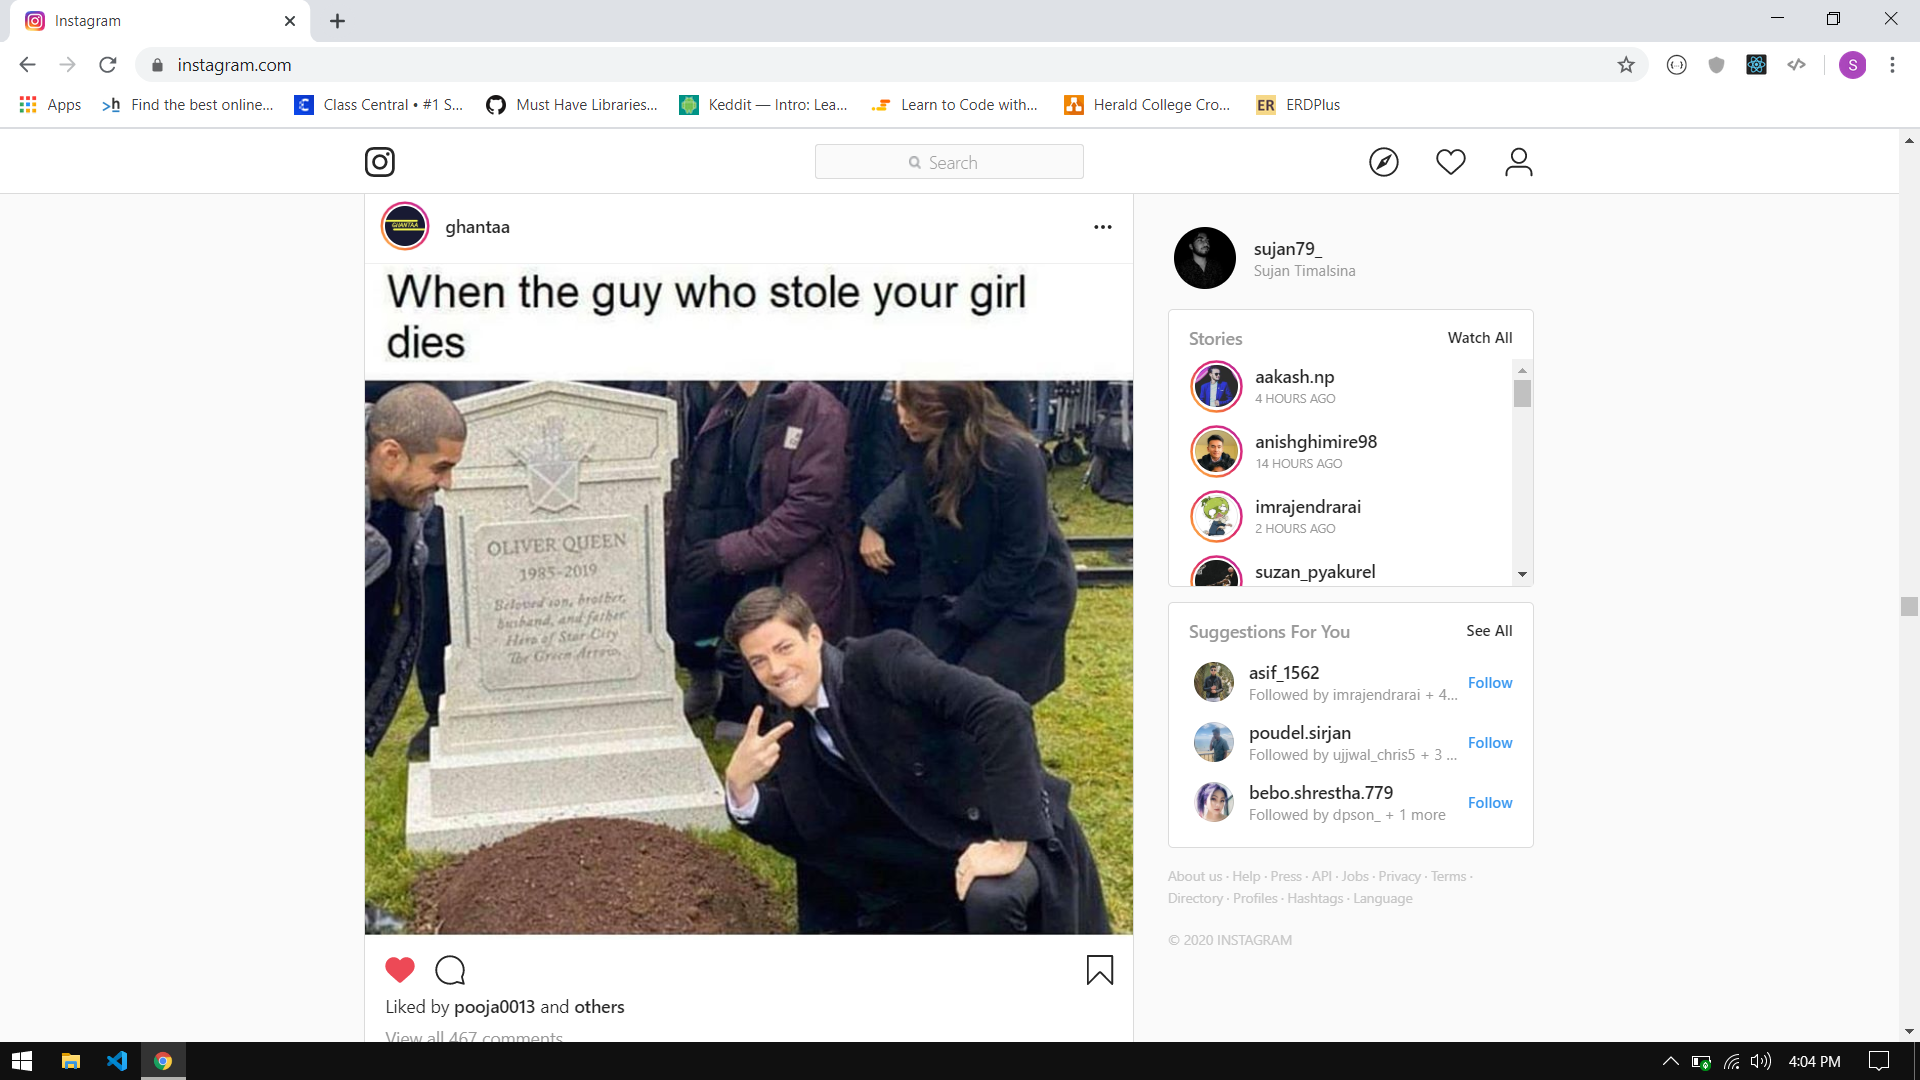 Instagram
instagram.com
Apps
Find the best online...
Class Central • #1 S...
Must Have Libraries...
Keddit — Intro: Lea...
Learn to Code with...
Herald College Cro...
ER
ERDPlus
Search
GHANTAA
ghantaa
When the guy who stole your girl
dies
OLIVER QUEEN
1985-2019
Beloved son, brother,
husband, and father
Hero of Star City
The Green Arrow
Liked by pooja0013 and others
View all 467 comments
sujan79_
Sujan Timalsina
Stories
Watch All
aakash.np
4 HOURS AGO
anishghimire98
14 HOURS AGO
imrajendrarai
2 HOURS AGO
suzan_pyakurel
Suggestions For You
See All
asif_1562
Followed by imrajendrarai + 4...
Follow
poudel.sirjan
Followed by ujjwal_chris5 + 3 ...
Follow
bebo.shrestha.779
Followed by dpson_ + 1 more
Follow
About us · Help · Press · API · Jobs · Privacy · Terms ·
Directory · Profiles · Hashtags · Language
© 2020 INSTAGRAM
S
4:04 PM